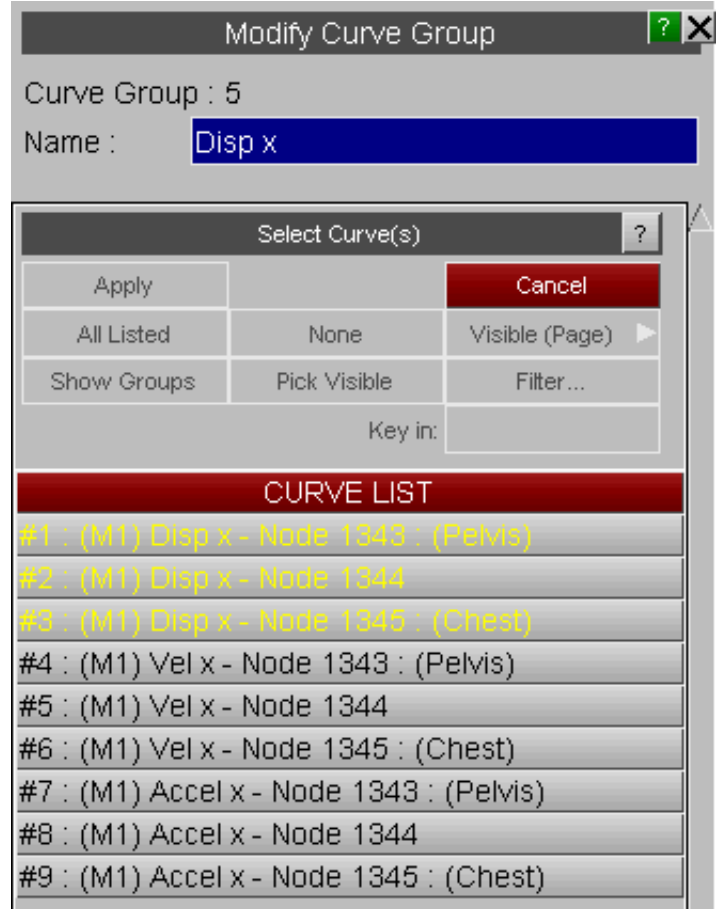 Modify Curve Group ? X
Curve Group : 5
Name : Disp x
Select Curve(s) ?
Apply Cancel
All Listed None Visible (Page)
Show Groups Pick Visible Filter...
Key in:
CURVE LIST
#1 : (M1) Disp x - Node 1343 : (Pelvis)
#2 : (M1) Disp x - Node 1344
#3 : (M1) Disp x - Node 1345 : (Chest)
#4 : (M1) Vel x - Node 1343 : (Pelvis)
#5 : (M1) Vel x - Node 1344
#6 : (M1) Vel x - Node 1345 : (Chest)
#7 : (M1) Accel x - Node 1343 : (Pelvis)
#8 : (M1) Accel x - Node 1344
#9 : (M1) Accel x - Node 1345 : (Chest)